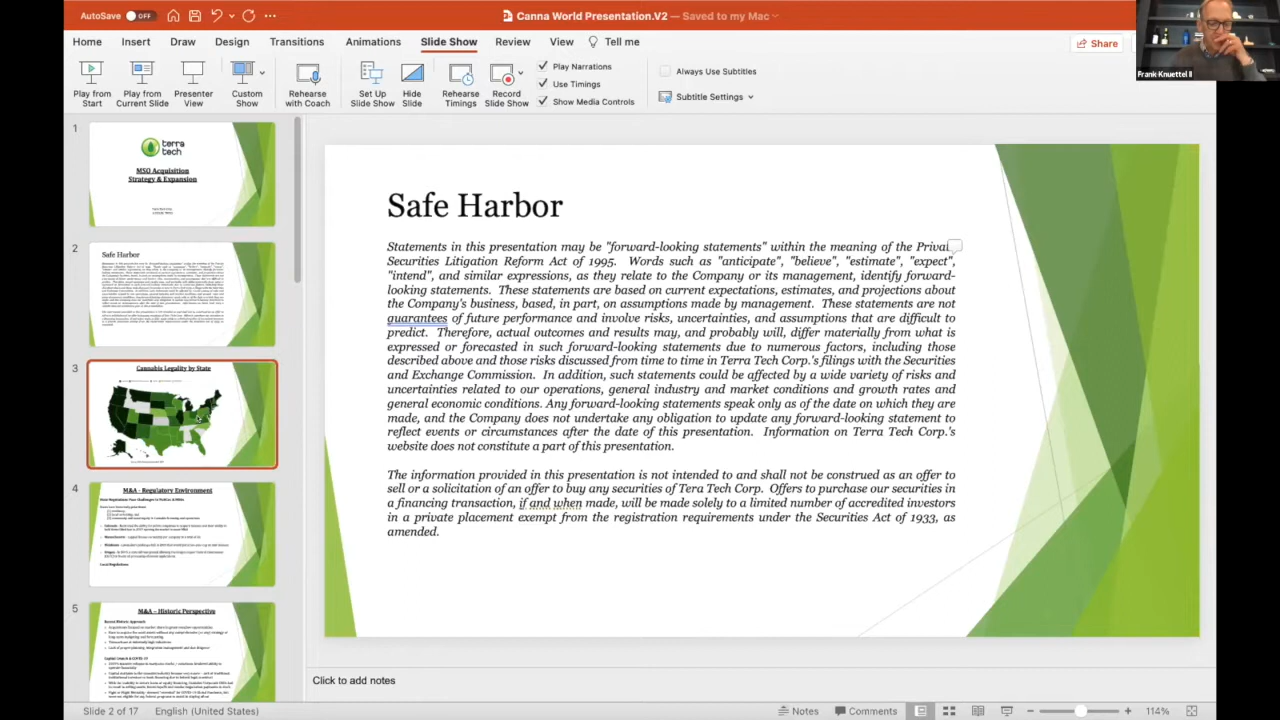 AutoSave OFF
Canna World Presentation.V2 — Saved to my Mac
Home Insert Draw Design Transitions Animations Slide Show Review View Tell me
Share
Frank Knuettel II
Play from Start
Play from Current Slide
Presenter View
Custom Show
Rehearse with Coach
Set Up Slide Show
Hide Slide
Rehearse Timings
Record Slide Show
Play Narrations
Use Timings
Show Media Controls
Always Use Subtitles
Subtitle Settings
1
terra tech
MSO Acquisition
Strategy & Expansion
2
Safe Harbor
3
Cannabis Legality by State
4
M&A - Regulatory Environment
5
M&A – Historic Perspective
Safe Harbor
Statements in this presentation may be "forward-looking statements" within the meaning of the Private
Securities Litigation Reform Act of 1995. Words such as "anticipate", "believe", "estimate", "expect",
"intend", and similar expressions, as they relate to the Company or its management, identify forward-
looking statements. These statements are based on current expectations, estimates and projections about
the Company's business, based, in part, on assumptions made by management. These statements are not
guarantees of future performance and involve risks, uncertainties, and assumptions that are difficult to
predict. Therefore, actual outcomes and results may, and probably will, differ materially from what is
expressed or forecasted in such forward-looking statements due to numerous factors, including those
described above and those risks discussed from time to time in Terra Tech Corp.'s filings with the Securities
and Exchange Commission. In addition, such statements could be affected by a wide variety of risks and
uncertainties related to our operations, general industry and market conditions and growth rates and
general economic conditions. Any forward-looking statements speak only as of the date on which they are
made, and the Company does not undertake any obligation to update any forward-looking statement to
reflect events or circumstances after the date of this presentation. Information on Terra Tech Corp.'s
website does not constitute a part of this presentation.
The information provided in this presentation is not intended to and shall not be construed as an offer to
sell or a solicitation of an offer to buy any securities of Tera Tech Corp. Offers to purchase our securities in
a financing transaction, if and when made, will be made solely to a limited number of accredited investors
in a private placement exempt from the registration requirements under the Securities Act of 1933, as
amended.
Click to add notes
Slide 2 of 17 English (United States)
Notes Comments 114%